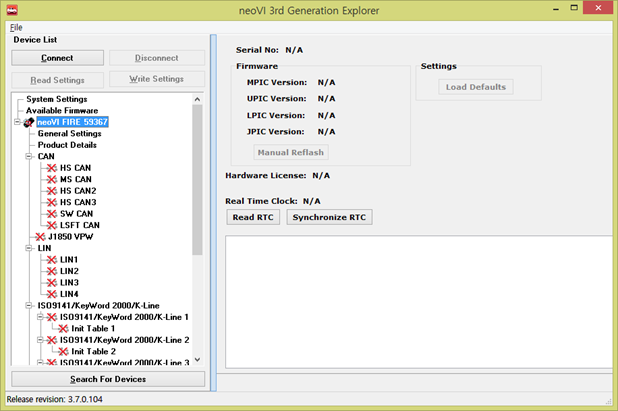 neoVI 3rd Generation Explorer
File
Device List
Connect
Disconnect
Read Settings
Write Settings
System Settings
Available Firmware
neoVI FIRE 59367
General Settings
Product Details
CAN
HS CAN
MS CAN
HS CAN2
HS CAN3
SW CAN
LSFT CAN
J1850 VPW
LIN
LIN1
LIN2
LIN3
LIN4
ISO9141/KeyWord 2000/K-Line
ISO9141/KeyWord 2000/K-Line 1
Init Table 1
ISO9141/KeyWord 2000/K-Line 2
Init Table 2
ISO9141/KeyWord 2000/K-Line 3
Search For Devices
Serial No: N/A
Firmware
MPIC Version: N/A
UPIC Version: N/A
LPIC Version: N/A
JPIC Version: N/A
Manual Reflash
Settings
Load Defaults
Hardware License: N/A
Real Time Clock: N/A
Read RTC
Synchronize RTC
Release revision: 3.7.0.104